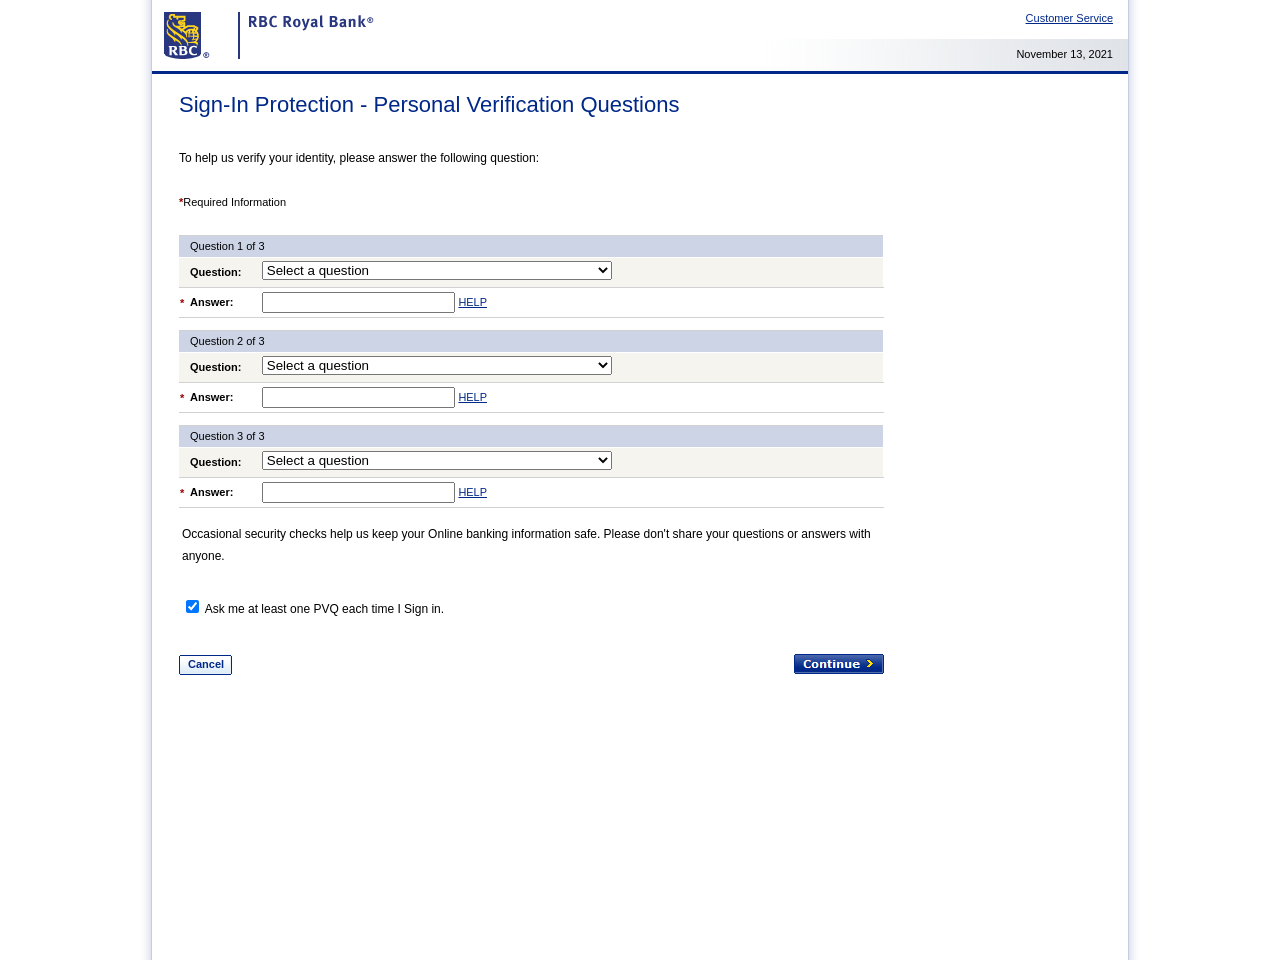 RBC ®
RBC Royal Bank®
Customer Service
November 13, 2021
Sign-In Protection - Personal Verification Questions
To help us verify your identity, please answer the following question:
*Required Information
Question 1 of 3
Question: Select a question
* Answer: HELP
Question 2 of 3
Question: Select a question
* Answer: HELP
Question 3 of 3
Question: Select a question
* Answer: HELP
Occasional security checks help us keep your Online banking information safe. Please don't share your questions or answers with
anyone.
Ask me at least one PVQ each time I Sign in.
Cancel
Continue